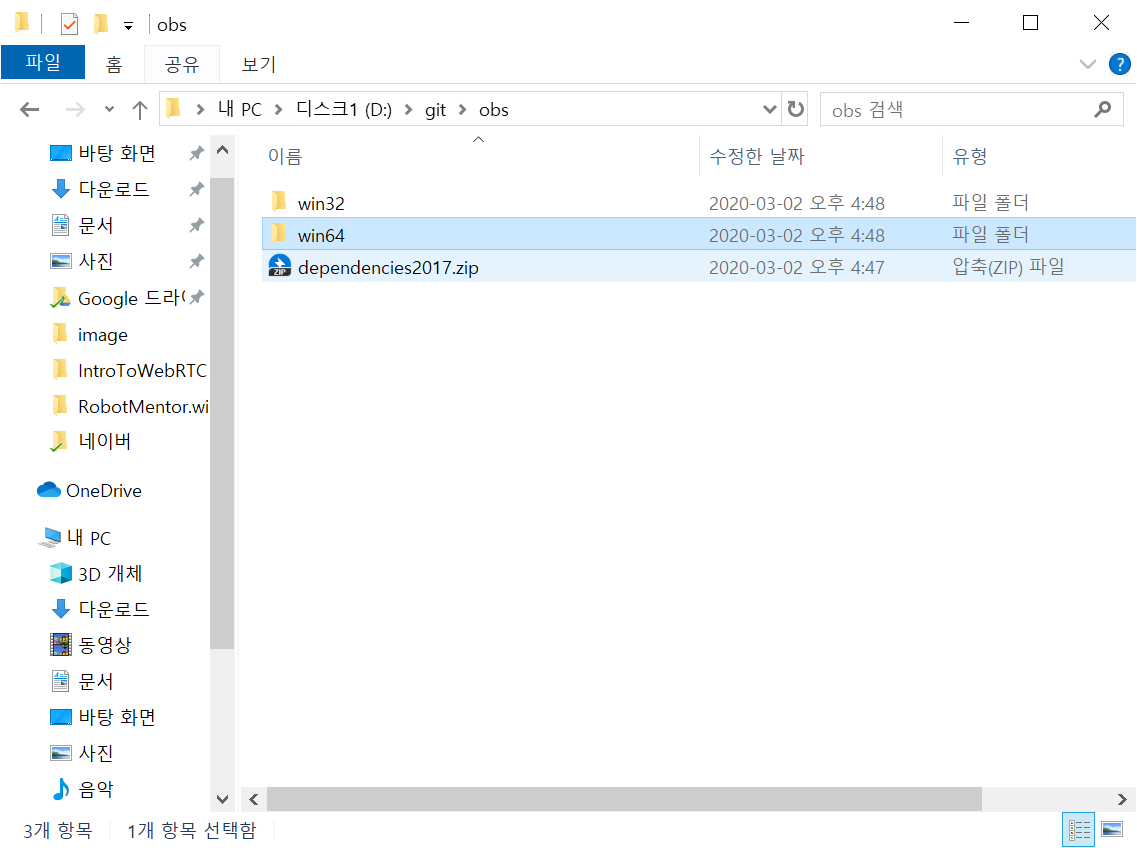 obs
파일 홈 공유 보기
내 PC 디스크1 (D:) git obs
obs 검색
바탕 화면
다운로드
문서
사진
Google 드라이
image
IntroToWebRTC
RobotMentor.wi
네이버
OneDrive
내 PC
3D 개체
다운로드
동영상
문서
바탕 화면
사진
음악
이름 수정한 날짜 유형
win32 2020-03-02 오후 4:48 파일 폴더
win64 2020-03-02 오후 4:48 파일 폴더
ZIP dependencies2017.zip 2020-03-02 오후 4:47 압축(ZIP) 파일
3개 항목 1개 항목 선택함